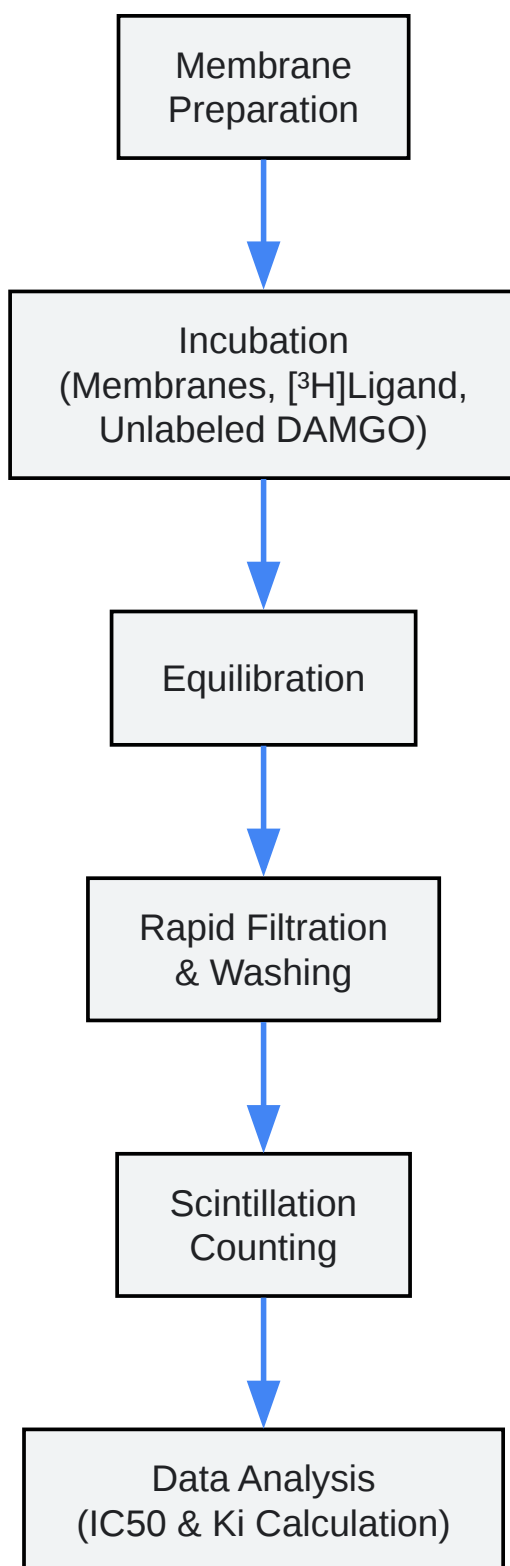 Membrane
Preparation
Incubation
(Membranes, [³H]Ligand,
Unlabeled DAMGO)
Equilibration
Rapid Filtration
& Washing
Scintillation
Counting
Data Analysis
(IC50 & Ki Calculation)